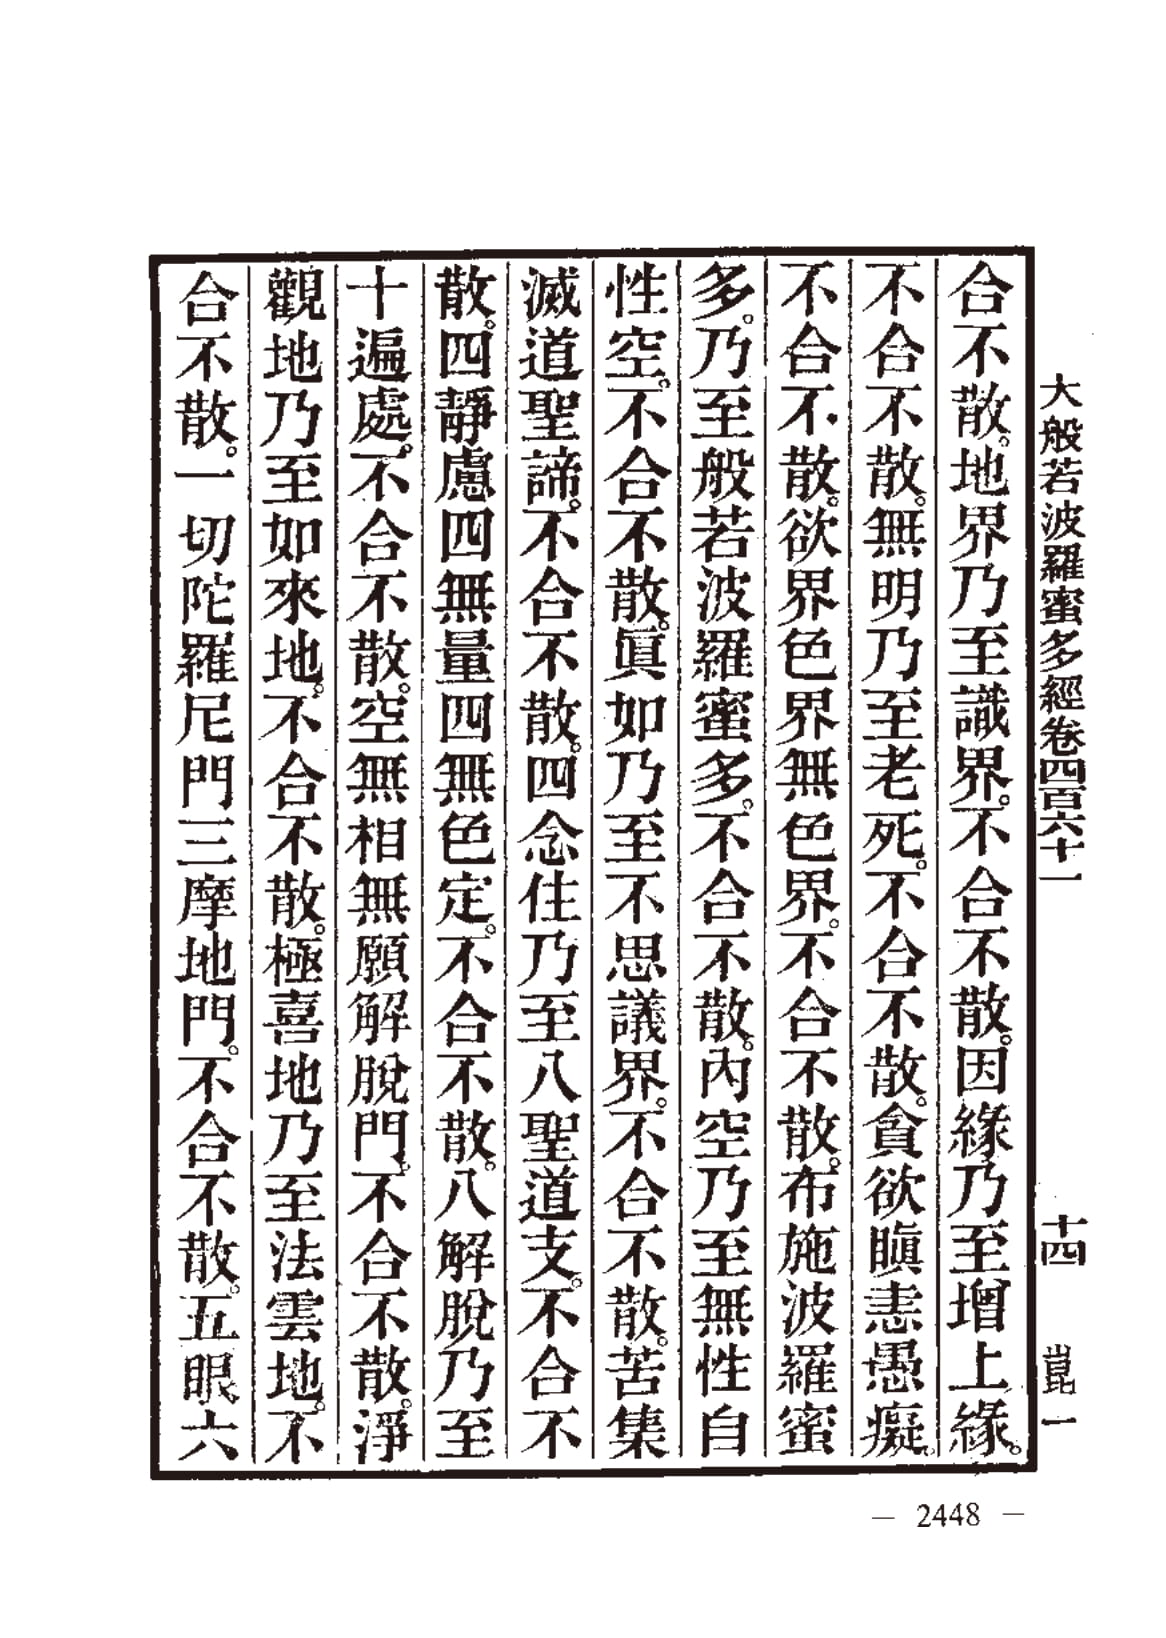 大般若波羅蜜多經卷四百六十一 十四 崑一
合不散。地界乃至識界。不合不散。因緣乃至增上緣。
不合不散。無明乃至老死。不合不散。貪欲瞋恚愚癡。
不合不散。欲界色界無色界。不合不散。布施波羅蜜
多。乃至般若波羅蜜多。不合不散。內空乃至無性自
性空。不合不散。眞如乃至不思議界。不合不散。苦集
滅道聖諦。不合不散。四念住乃至八聖道支。不合不
散。四靜慮四無量四無色定。不合不散。八解脫乃至
十遍處。不合不散。空無相無願解脫門。不合不散。淨
觀地乃至如來地。不合不散。極喜地乃至法雲地。不
合不散。一切陀羅尼門三摩地門。不合不散。五眼六
— 2448 —